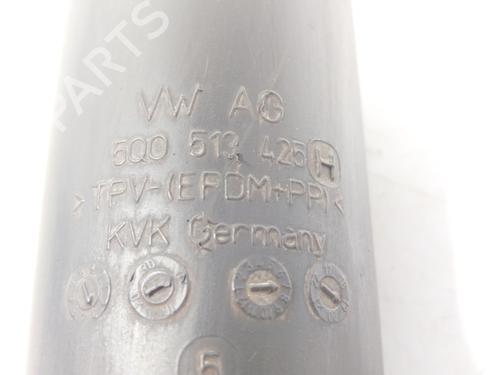 VW AG
5Q0 513 425 H
>TPV-(EPDM+PP)<
KVK Germany
5